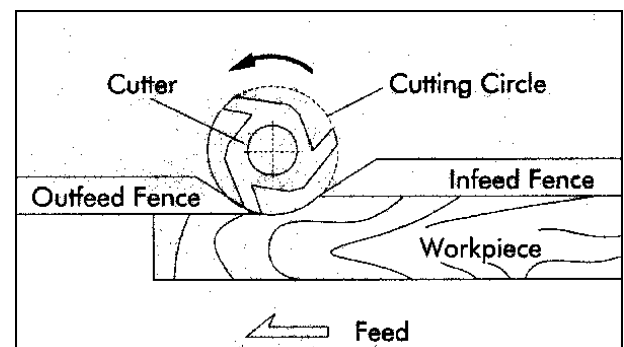 Cutter
Cutting Circle
Outfeed Fence
Infeed Fence
Workpiece
Feed